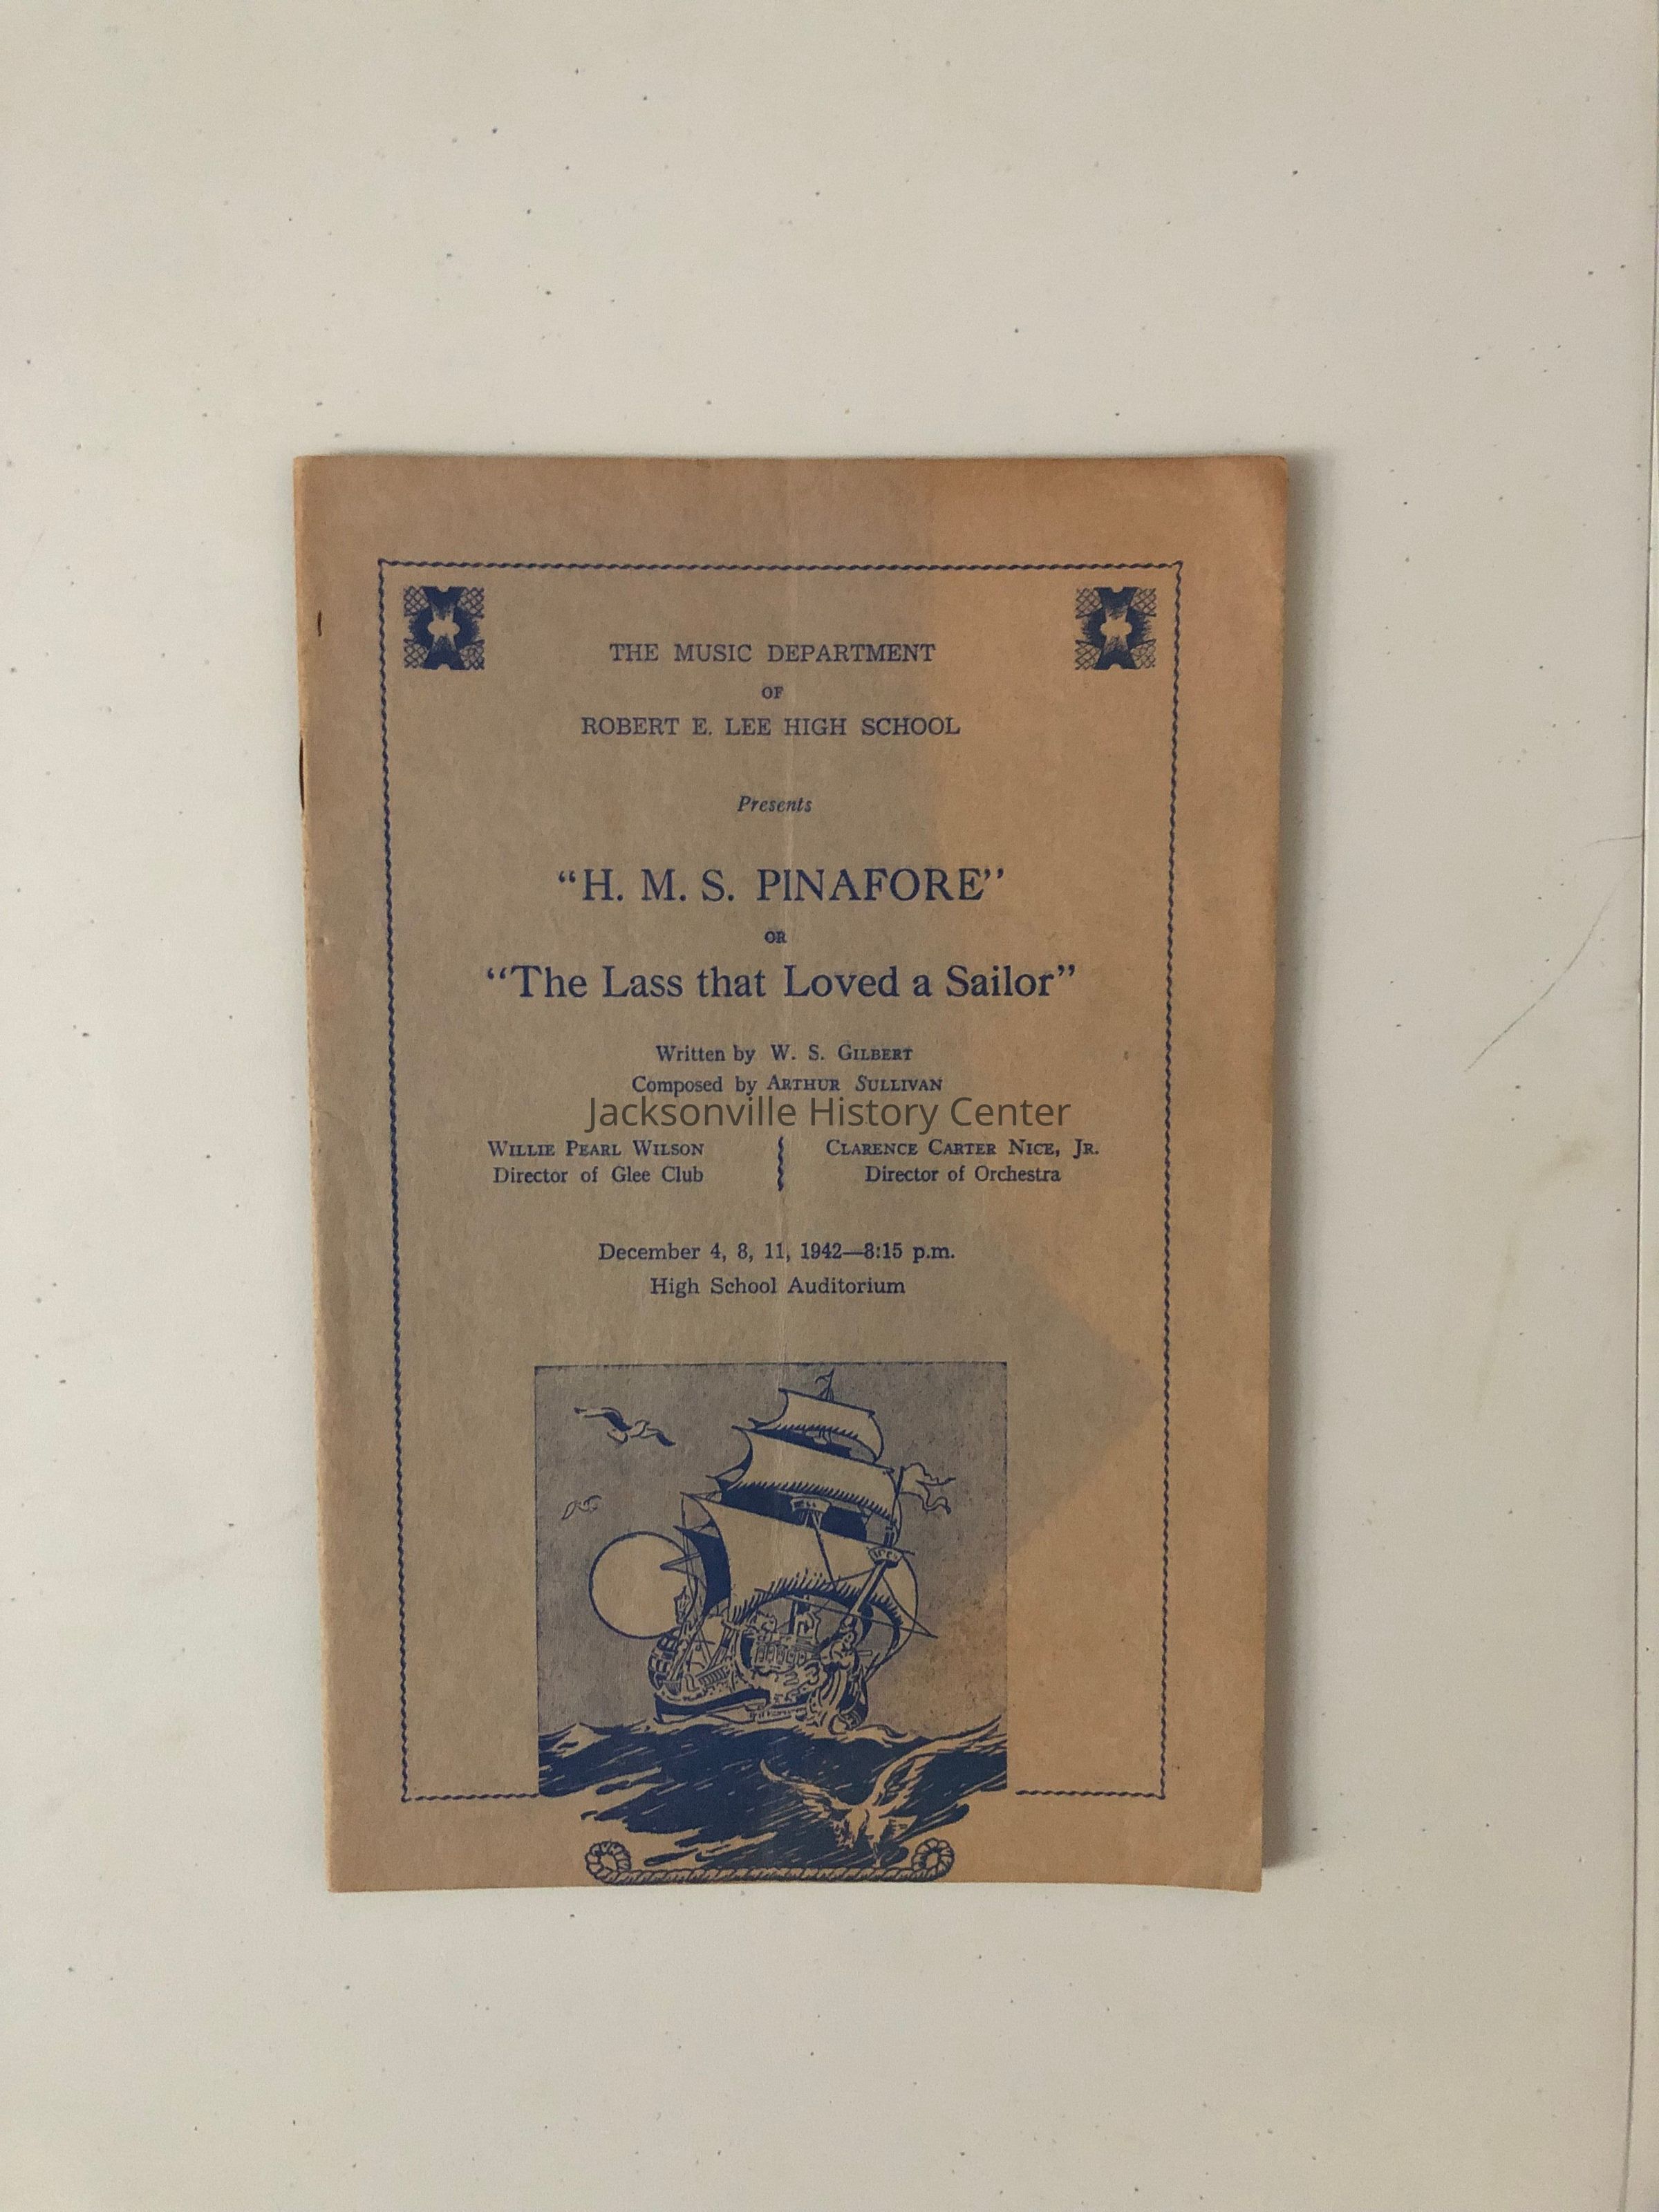 THE MUSIC DEPARTMENT
OF
ROBERT E. LEE HIGH SCHOOL
Presents
“H. M. S. PINAFORE”
OR
“The Lass that Loved a Sailor”
Written by W. S. GILBERT
Composed by ARTHUR SULLIVAN
Jacksonville History Center
WILLIE PEARL WILSON
Director of Glee Club
CLARENCE CARTER NICE, JR.
Director of Orchestra
December 4, 8, 11, 1942—8:15 p.m.
High School Auditorium